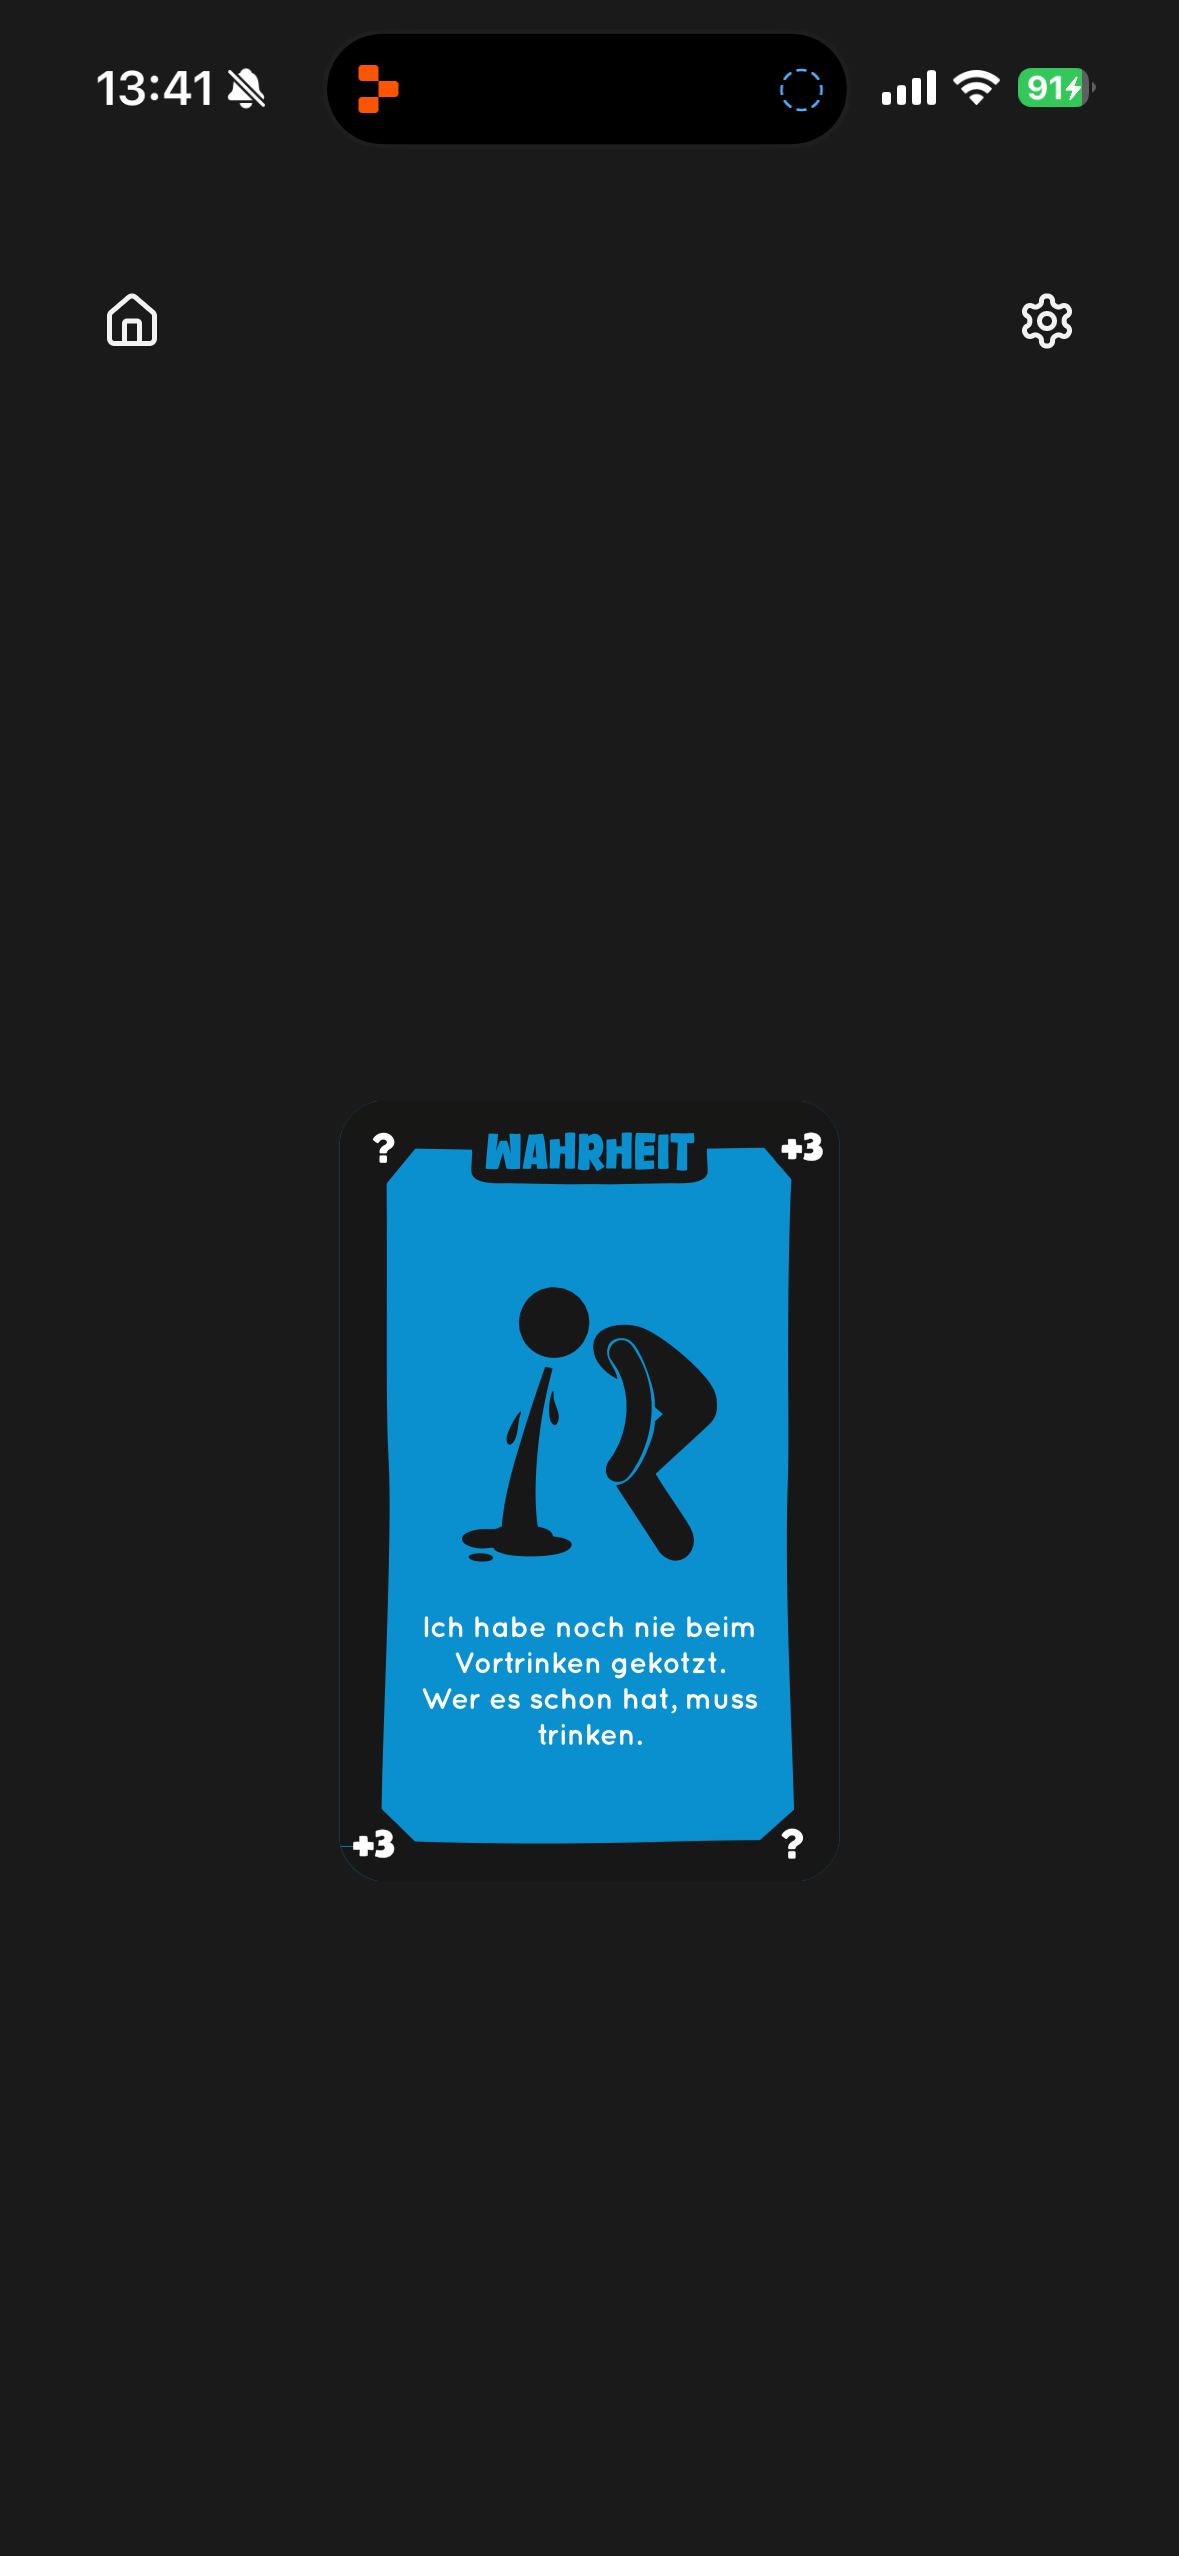 13:41
91
?
WAHRHEIT
+3
Ich habe noch nie beim
Vortrinken gekotzt.
Wer es schon hat, muss
trinken.
+3
?